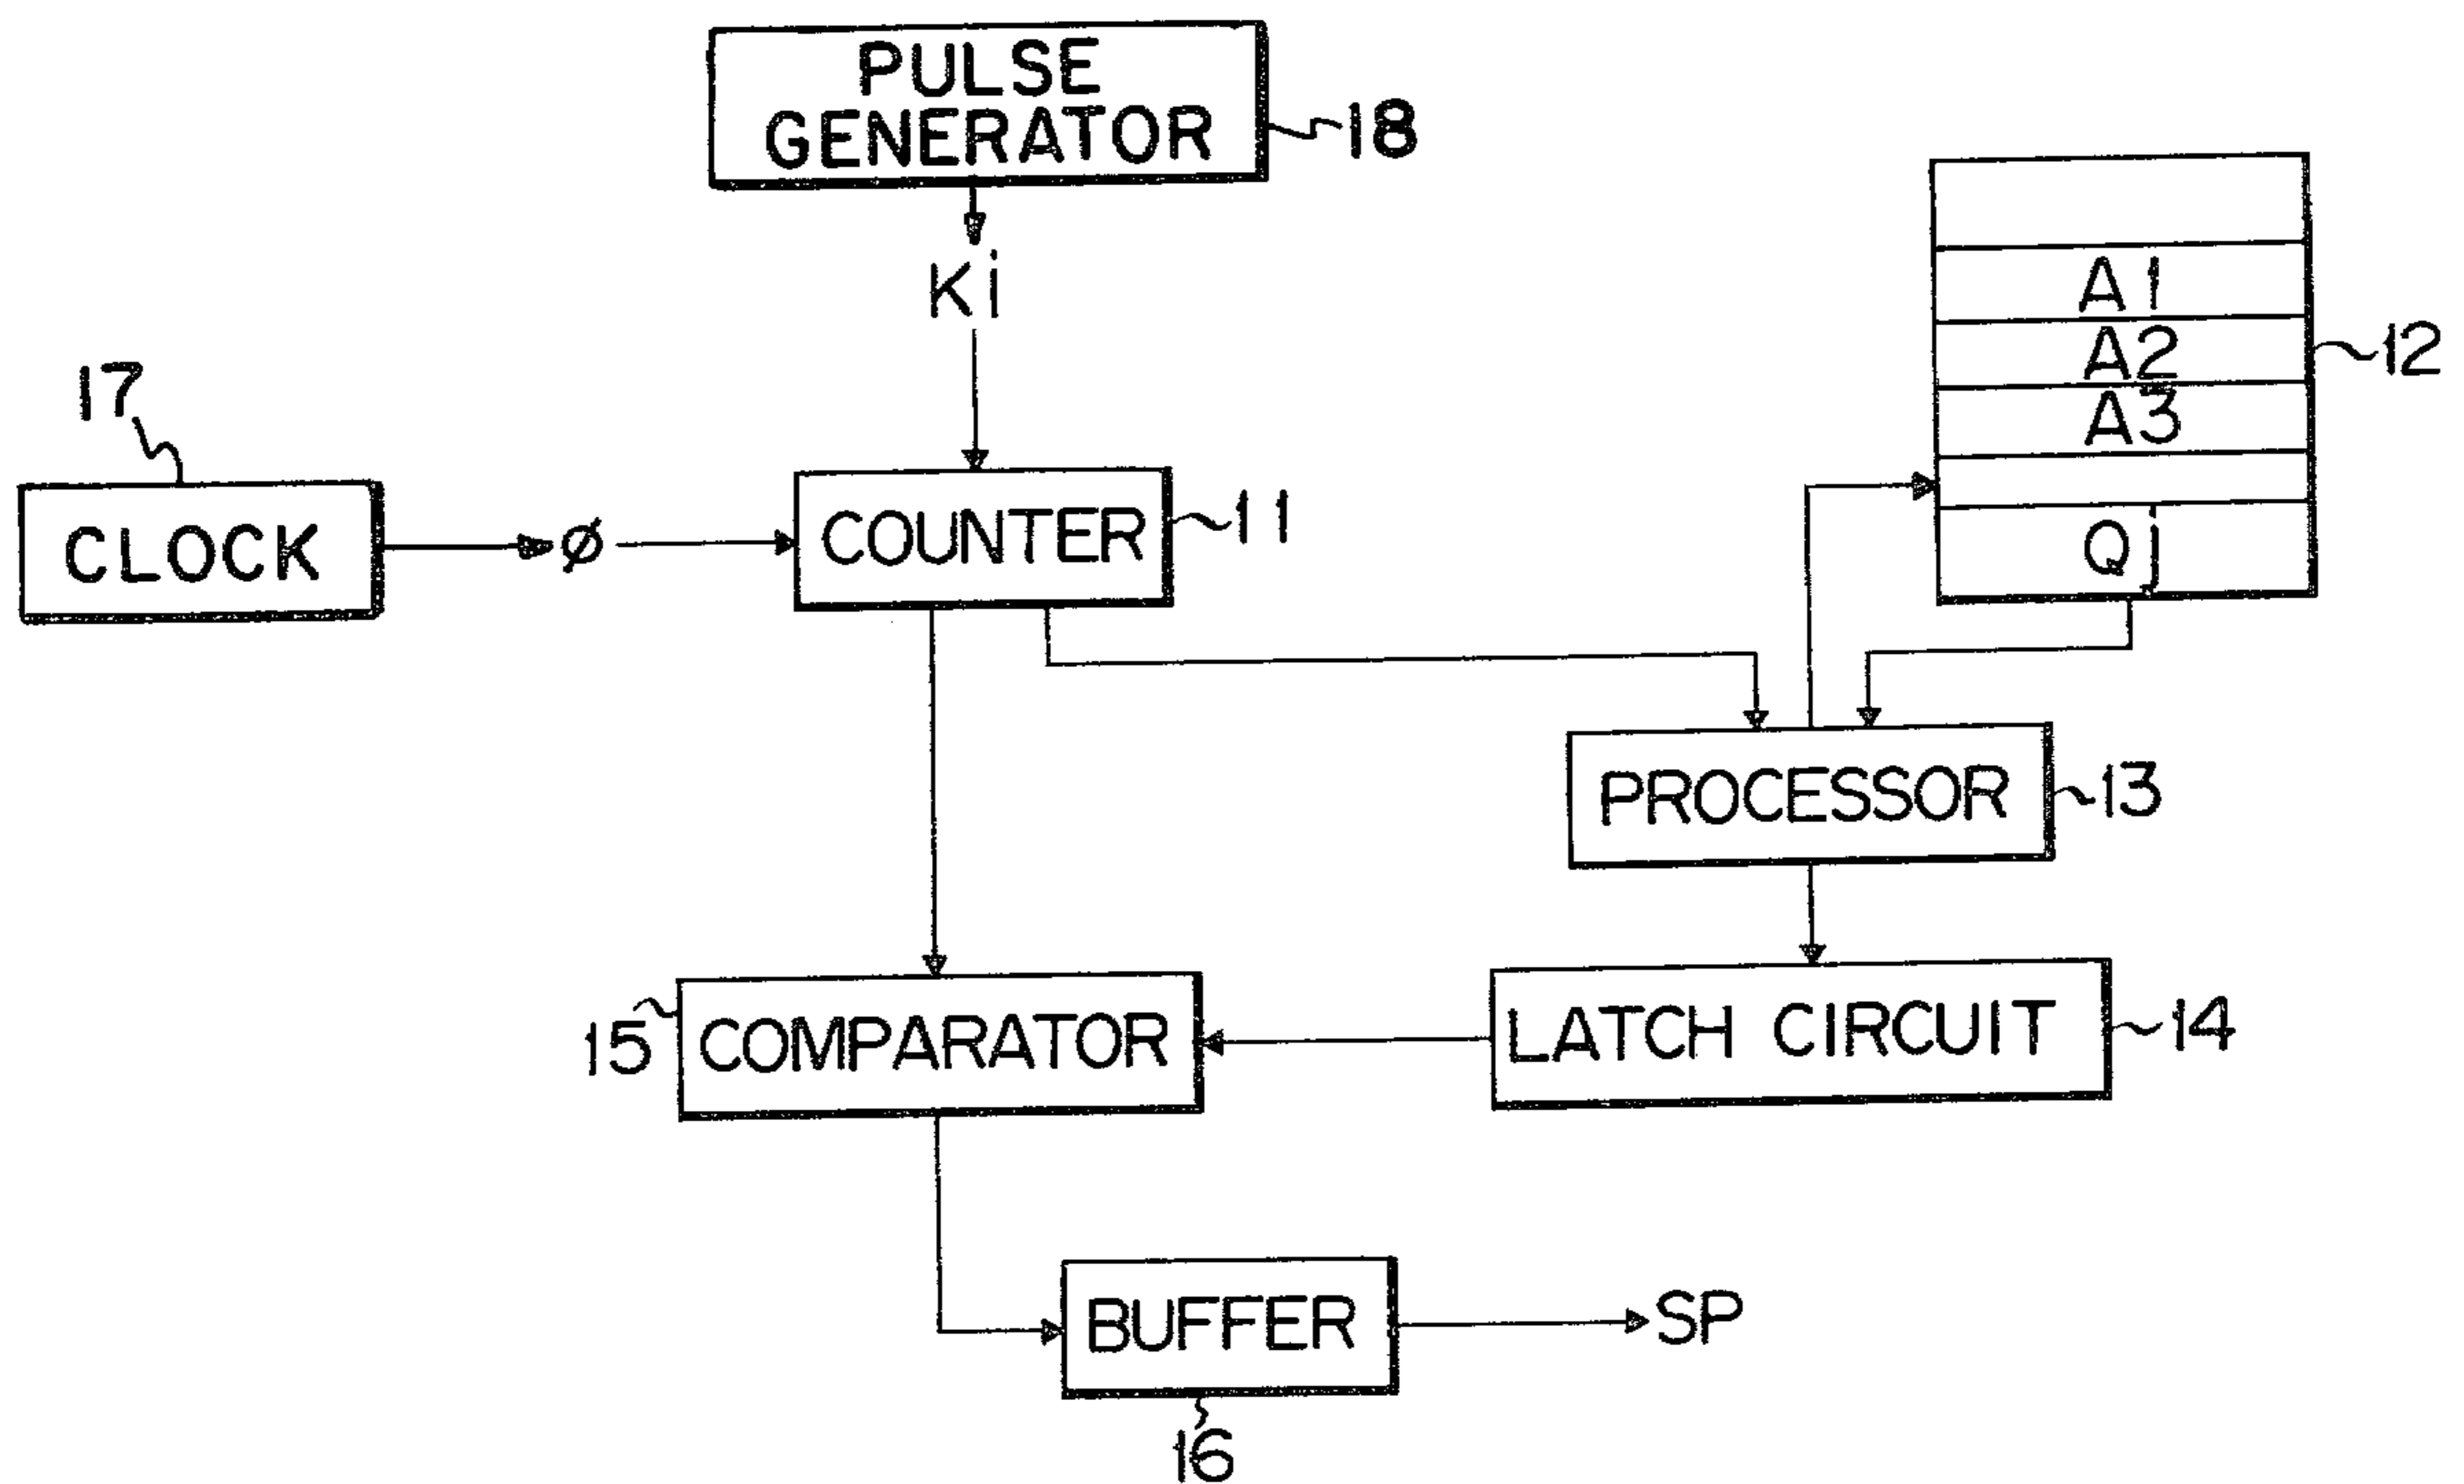 PULSE
GENERATOR
18
Ki
A1
A2
A3
Qj
12
17
CLOCK
ø
COUNTER
11
PROCESSOR
13
15
COMPARATOR
LATCH CIRCUIT
14
BUFFER
SP
16